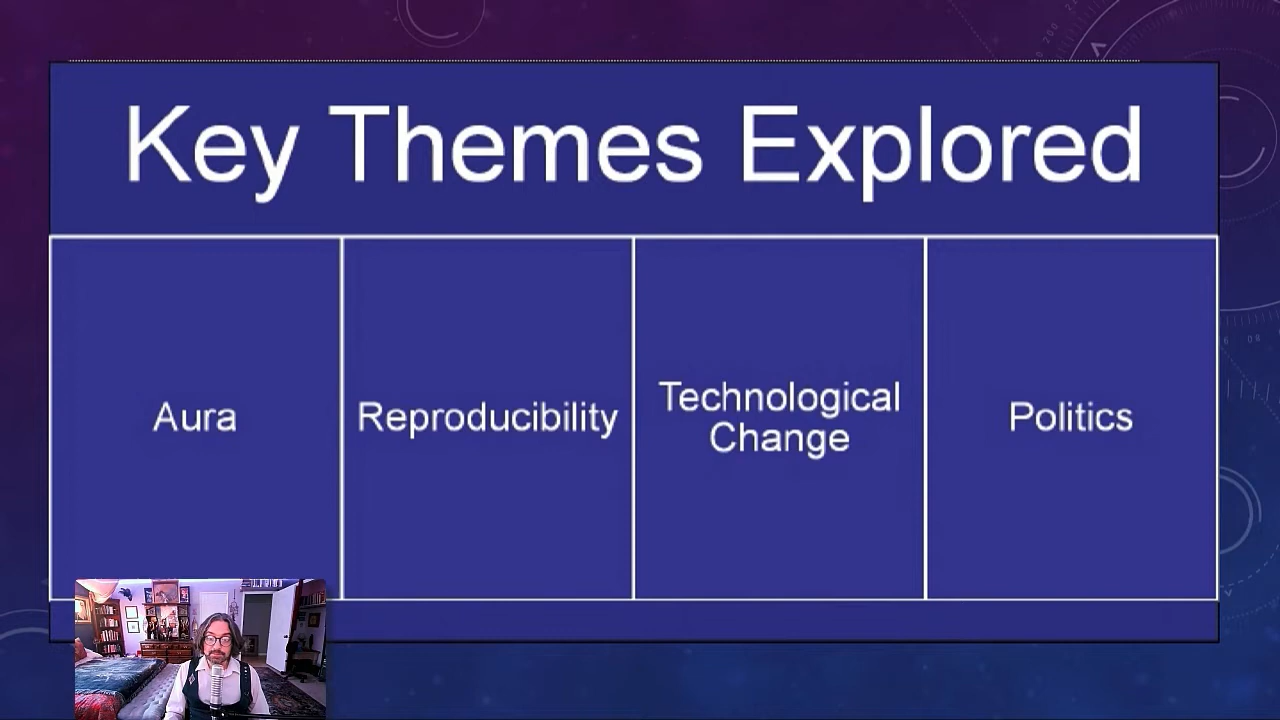 Key Themes Explored
Aura
Reproducibility
Technological
Change
Politics